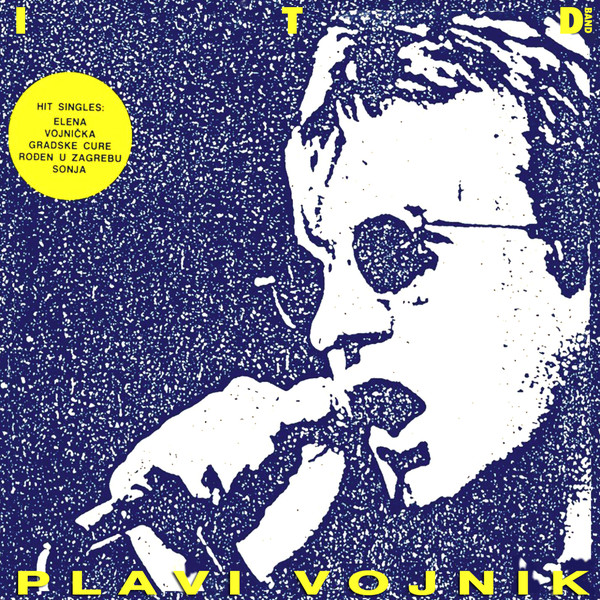 I T D BAND
HIT SINGLES:
ELENA
VOJNIČKA
GRADSKE CURE
ROĐEN U ZAGREBU
SONJA
PLAVI VOJNIK